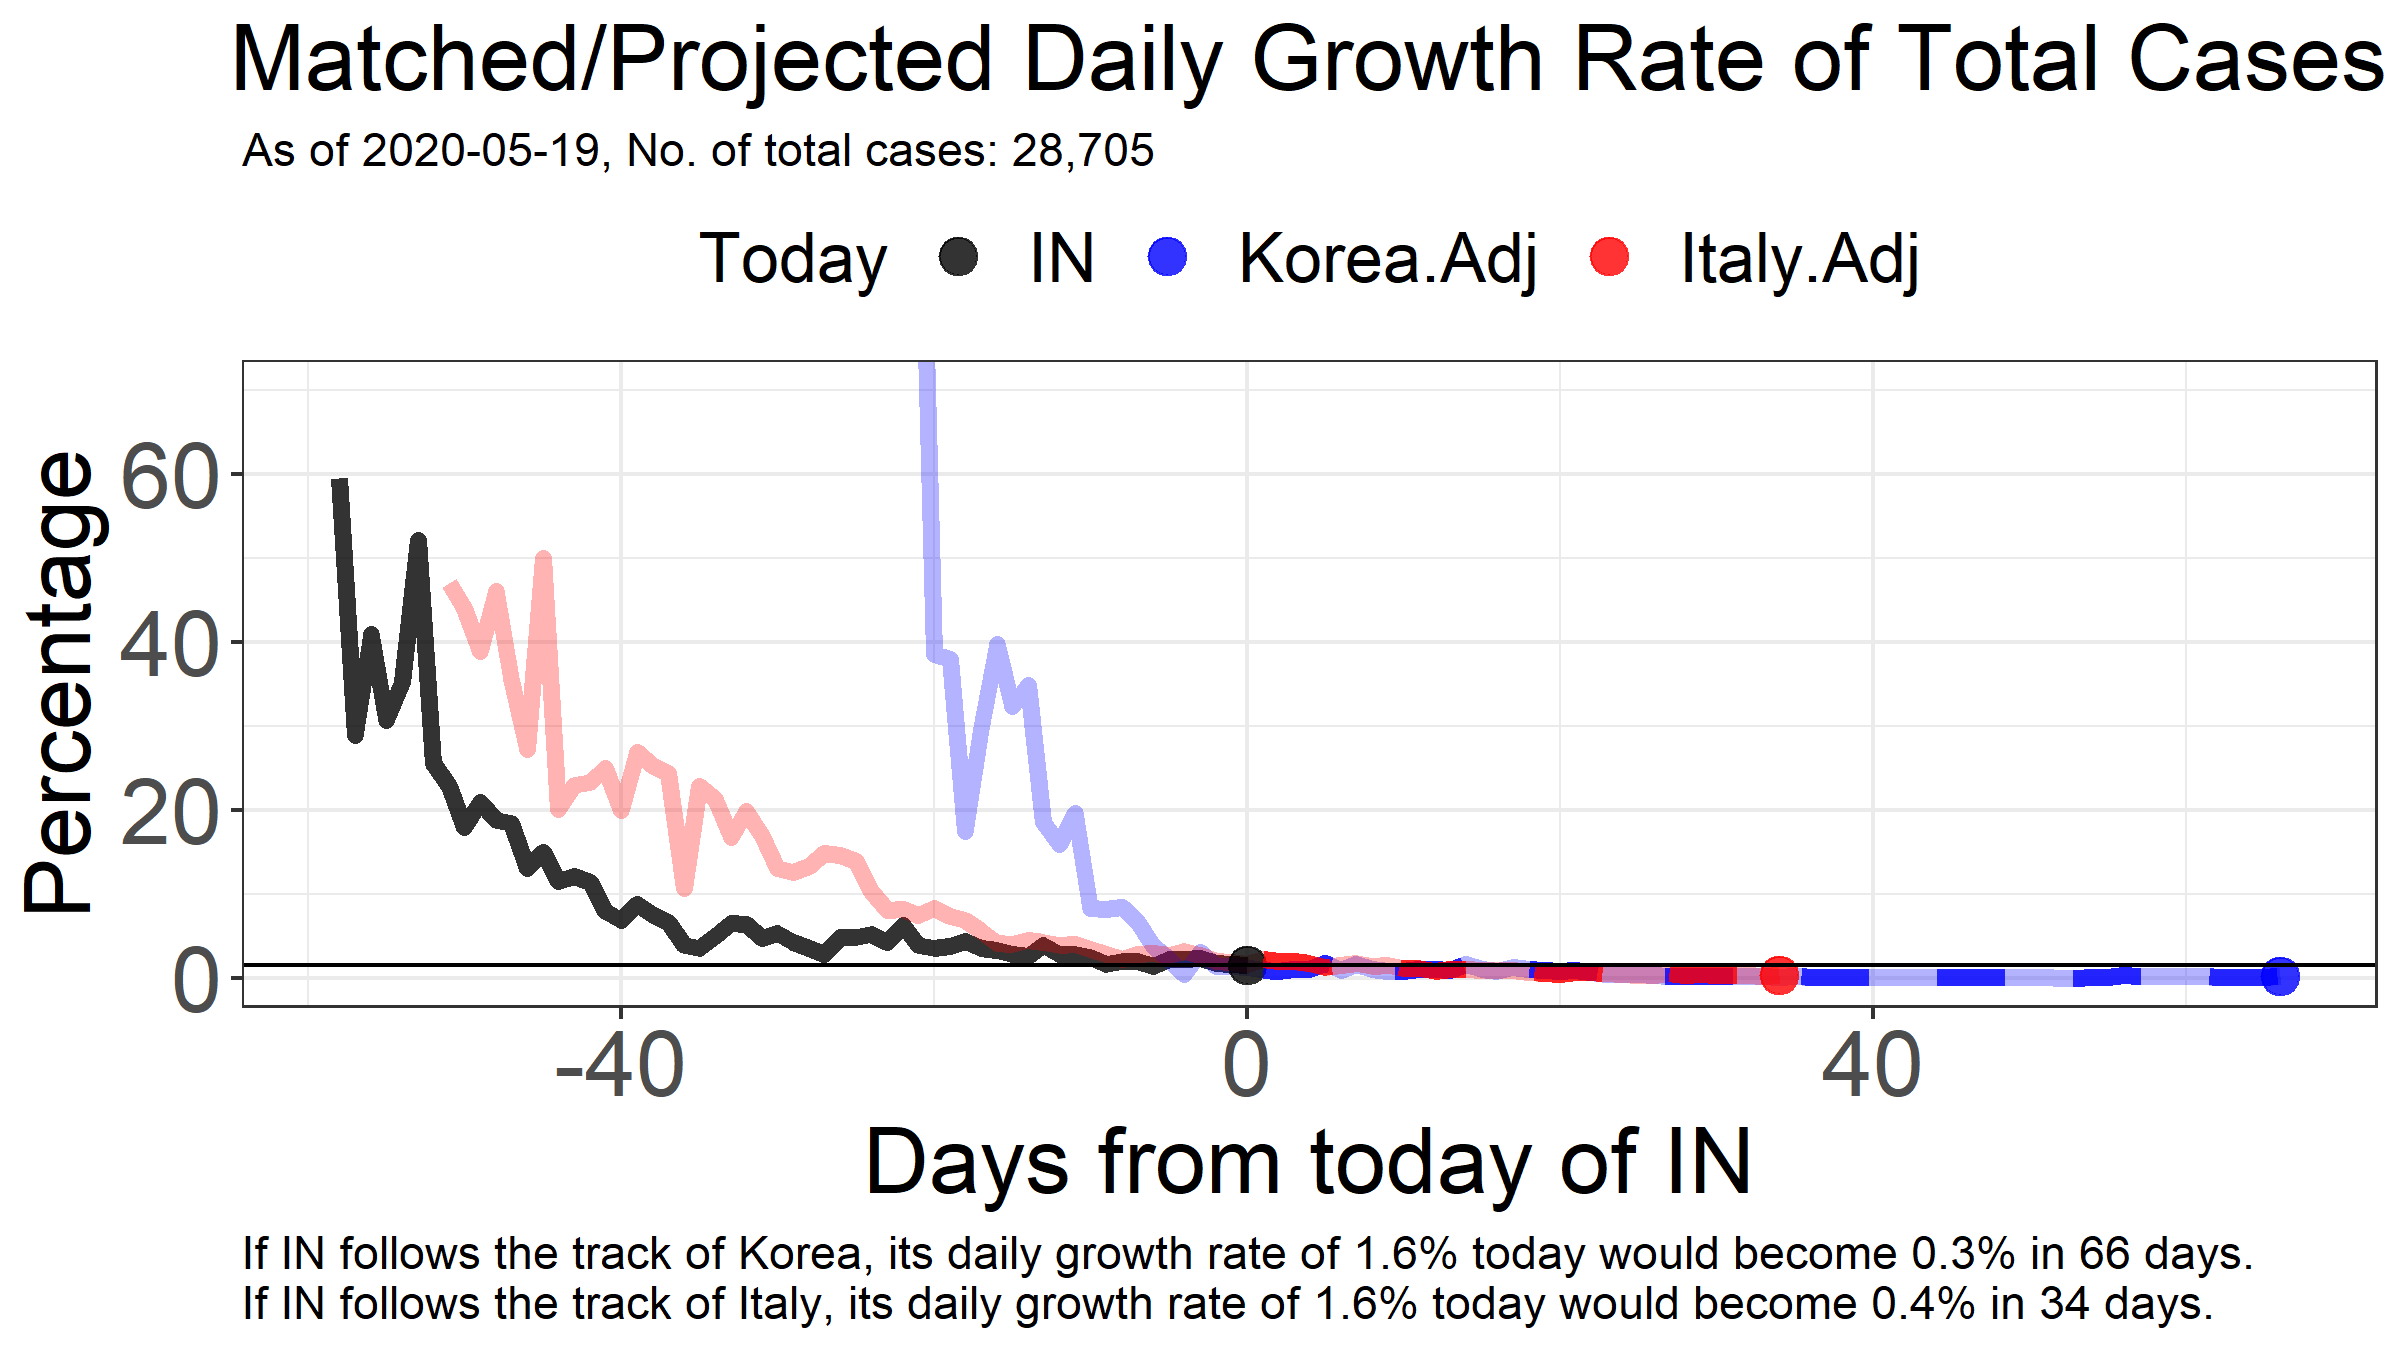 Matched/Projected Daily Growth Rate of Total Cases
As of 2020-05-19, No. of total cases: 28,705
Today IN Korea.Adj Italy.Adj
Percentage
60
40
20
0
-40 0 40
Days from today of IN
If IN follows the track of Korea, its daily growth rate of 1.6% today would become 0.3% in 66 days.
If IN follows the track of Italy, its daily growth rate of 1.6% today would become 0.4% in 34 days.